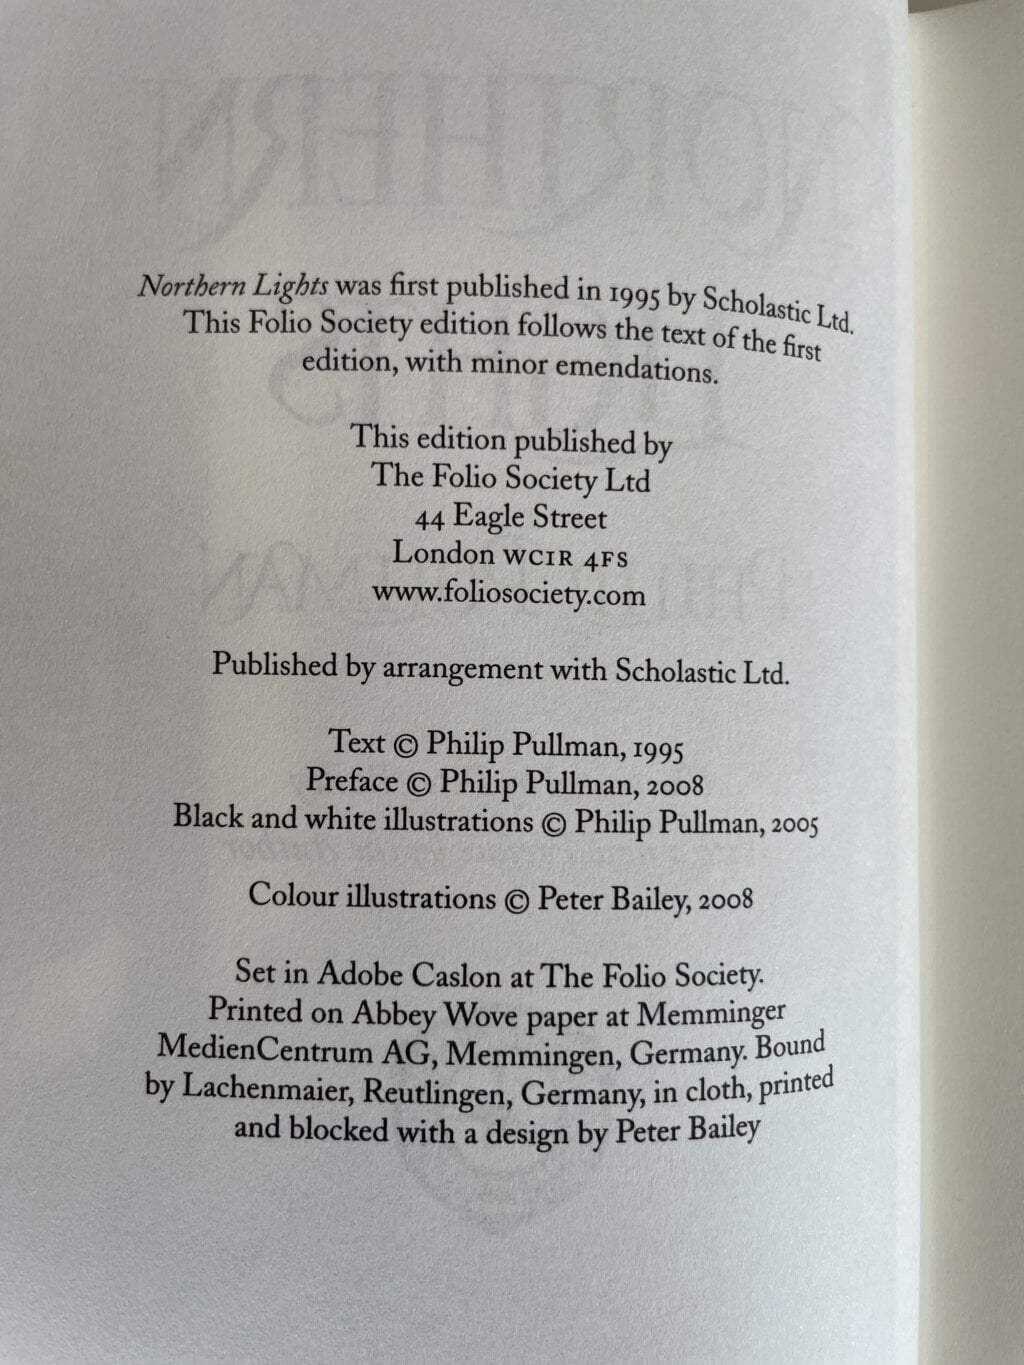 Northern Lights was first published in 1995 by Scholastic Ltd.
This Folio Society edition follows the text of the first
edition, with minor emendations.
This edition published by
The Folio Society Ltd
44 Eagle Street
London WC1R 4FS
www.foliosociety.com
Published by arrangement with Scholastic Ltd.
Text © Philip Pullman, 1995
Preface © Philip Pullman, 2008
Black and white illustrations © Philip Pullman, 2005
Colour illustrations © Peter Bailey, 2008
Set in Adobe Caslon at The Folio Society.
Printed on Abbey Wove paper at Memminger
MedienCentrum AG, Memmingen, Germany. Bound
by Lachenmaier, Reutlingen, Germany, in cloth, printed
and blocked with a design by Peter Bailey